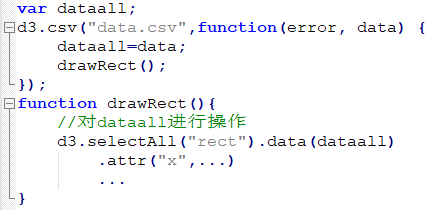 var dataall;
d3.csv("data.csv",function(error, data) {
    dataall=data;
    drawRect();
});
function drawRect(){
    //对dataall进行操作
    d3.selectAll("rect").data(dataall)
        .attr("x",...)
        ...
}